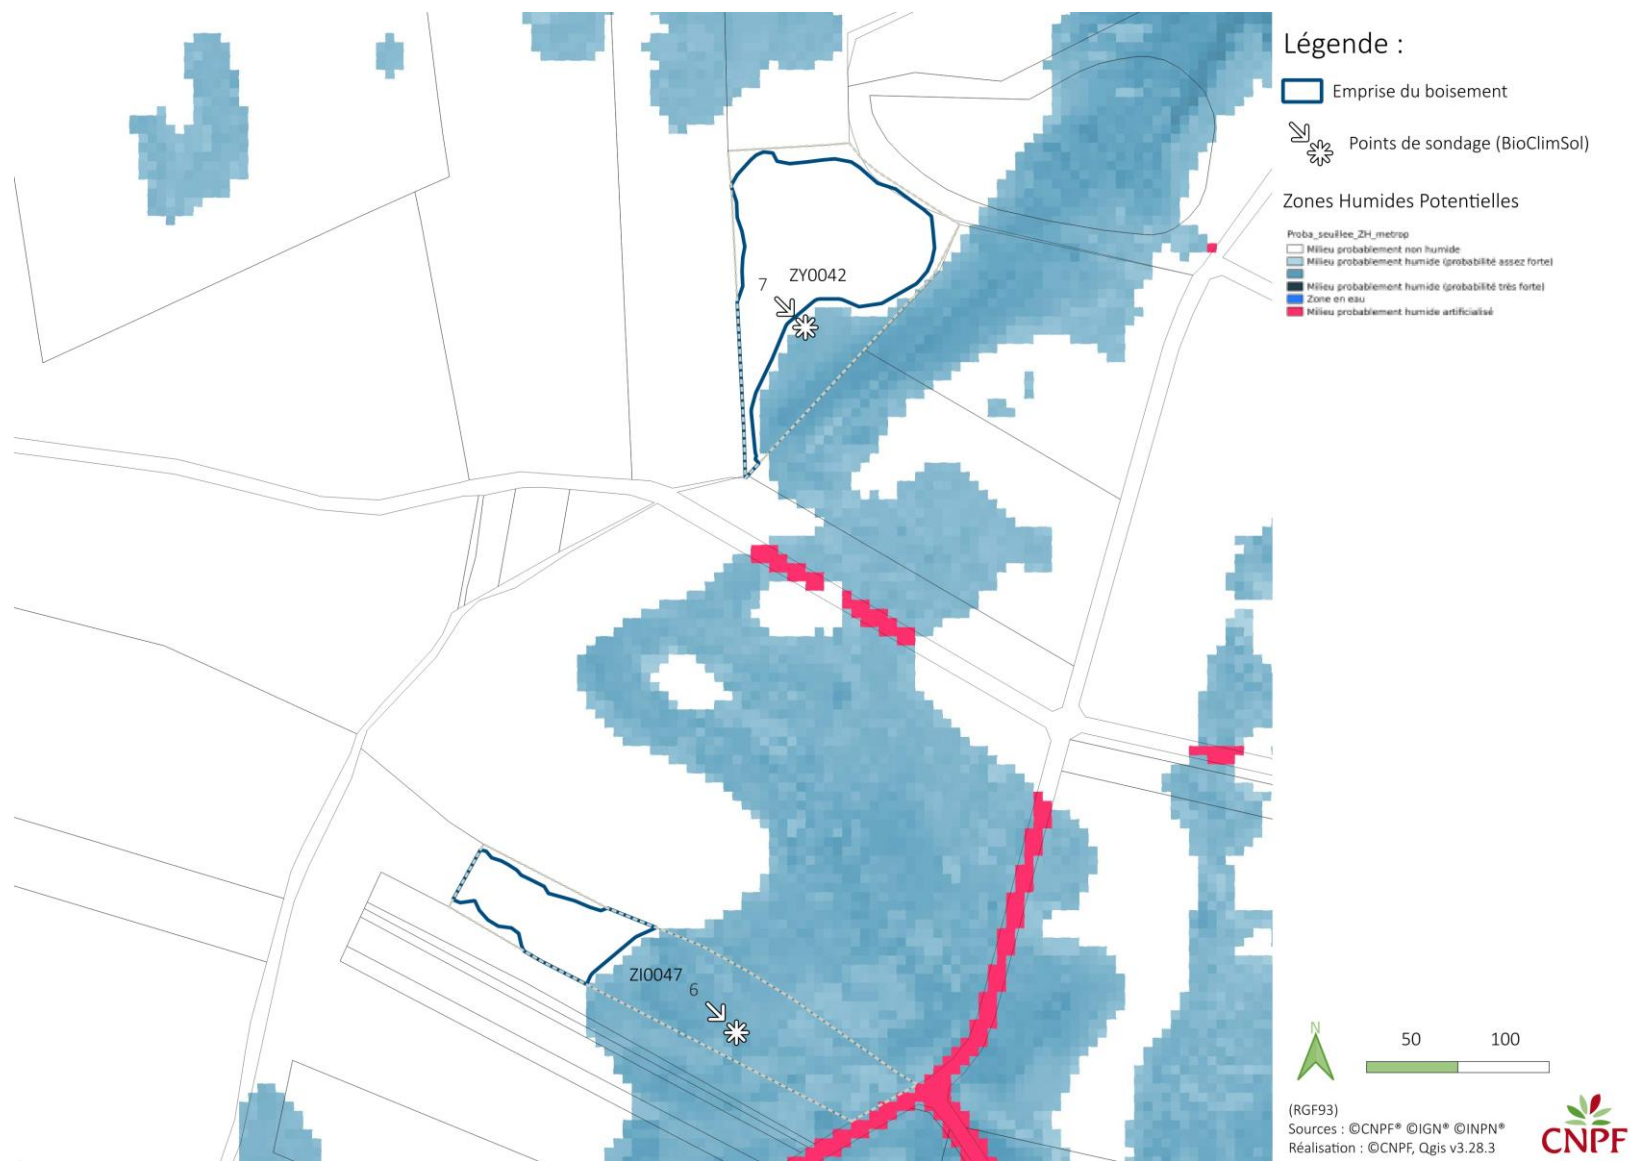 Légende :
Emprise du boisement
Points de sondage (BioClimSol)
Zones Humides Potentielles
Proba_seuillee_ZH_metrop
Milieu probablement non humide
Milieu probablement humide (probabilité assez forte)
Milieu probablement humide (probabilité très forte)
Zone en eau
Milieu probablement humide artificialisé
7 ZY0042
ZI0047
6
N
50 100
(RGF93)
Sources : ©CNPF® ©IGN® ©INPN®
Réalisation : ©CNPF, Qgis v3.28.3
CNPF